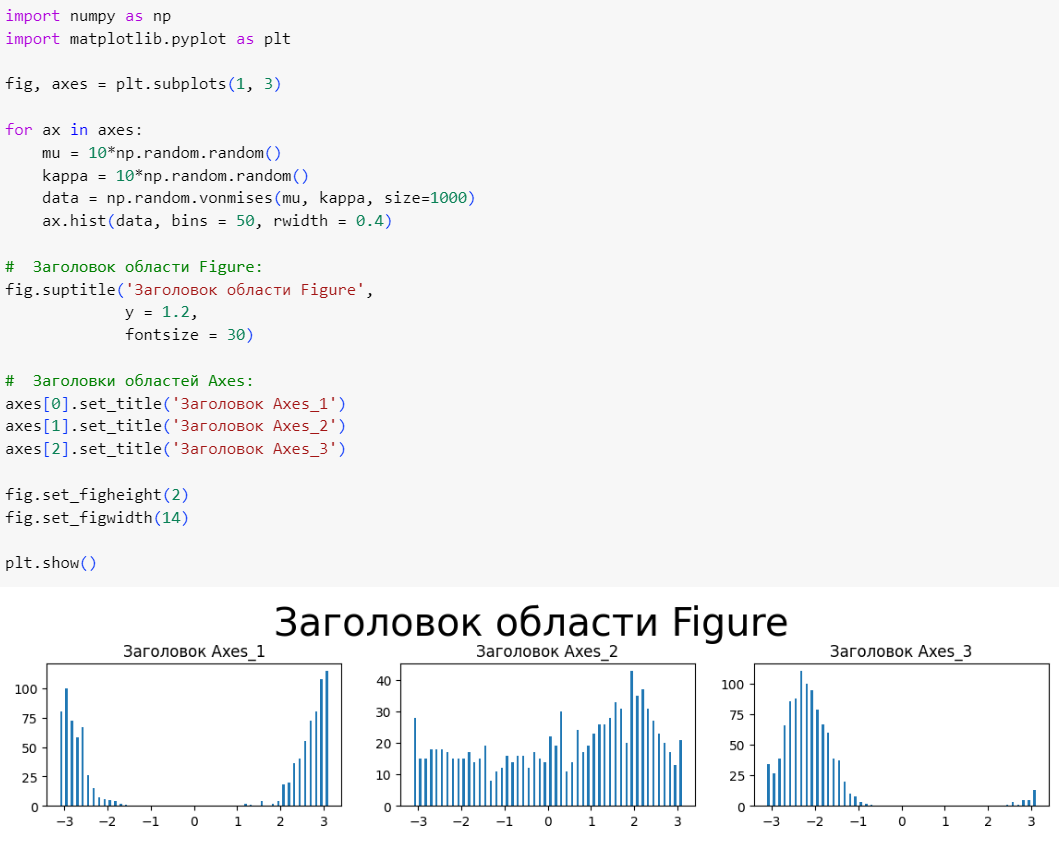 import numpy as np
import matplotlib.pyplot as plt
fig, axes = plt.subplots(1, 3)
for ax in axes:
    mu = 10*np.random.random()
    kappa = 10*np.random.random()
    data = np.random.vonmises(mu, kappa, size=1000)
    ax.hist(data, bins = 50, rwidth = 0.4)
#  Заголовок области Figure:
fig.suptitle('Заголовок области Figure',
             y = 1.2,
             fontsize = 30)
#  Заголовки областей Axes:
axes[0].set_title('Заголовок Axes_1')
axes[1].set_title('Заголовок Axes_2')
axes[2].set_title('Заголовок Axes_3')
fig.set_figheight(2)
fig.set_figwidth(14)
plt.show()
Заголовок области Figure
Заголовок Axes_1
100
75
50
25
0
−3 −2 −1 0 1 2 3
Заголовок Axes_2
40
30
20
10
0
−3 −2 −1 0 1 2 3
Заголовок Axes_3
100
75
50
25
0
−3 −2 −1 0 1 2 3